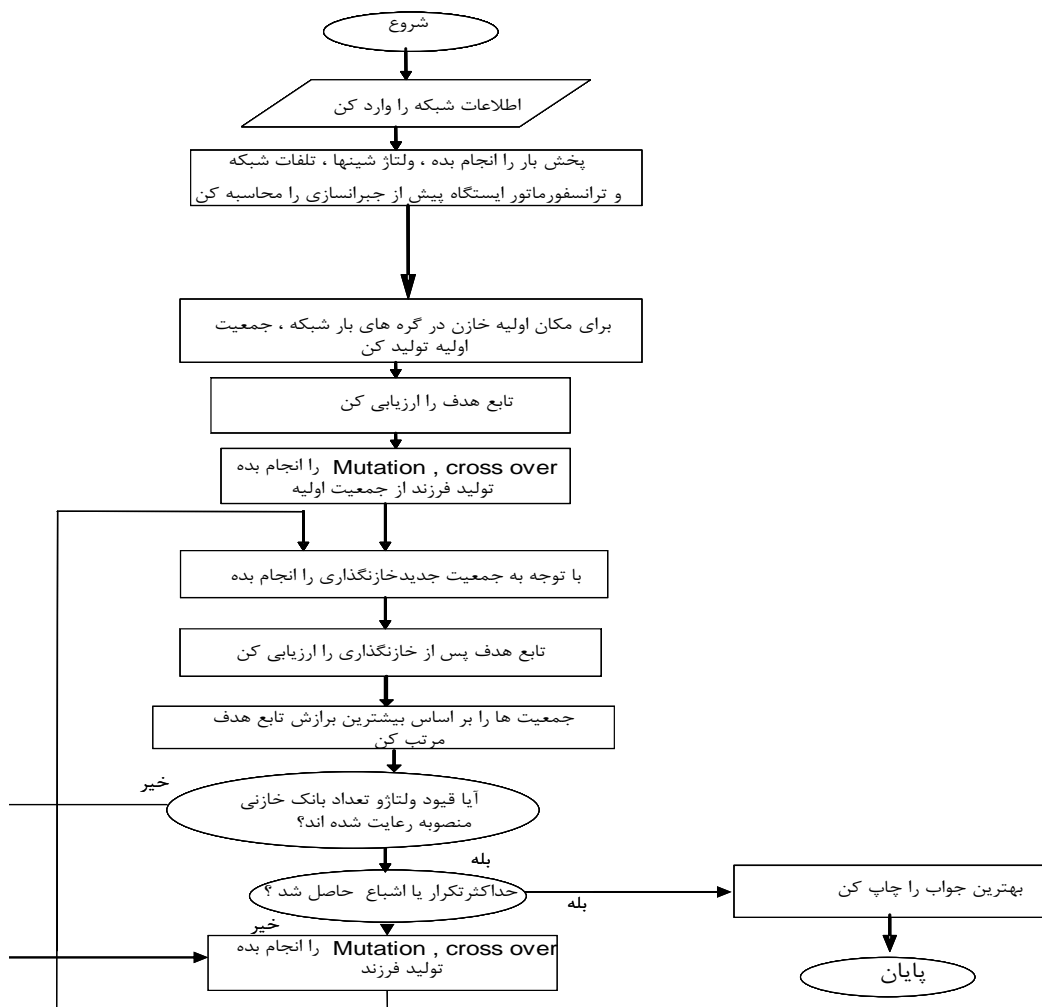 شروع
اطلاعات شبکه را وارد کن
پخش بار را انجام بده ، ولتاژ شینها ، تلفات شبکه
و ترانسفورماتور ایستگاه پیش از جبرانسازی را محاسبه کن
برای مکان اولیه خازن در گره های بار شبکه ، جمعیت
اولیه تولید کن
تابع هدف را ارزیابی کن
Mutation , cross over را انجام بده
تولید فرزند از جمعیت اولیه
با توجه به جمعیت جدیدخازنگذاری را انجام بده
تابع هدف پس از خازنگذاری را ارزیابی کن
جمعیت ها را بر اساس بیشترین برازش تابع هدف
مرتب کن
خیر
آیا قیود ولتاژو تعداد بانک خازنی
منصوبه رعایت شده اند؟
بله
حداکثرتکرار یا اشباع حاصل شد ؟
بله
بهترین جواب را چاپ کن
خیر
Mutation , cross over را انجام بده
تولید فرزند
پایان